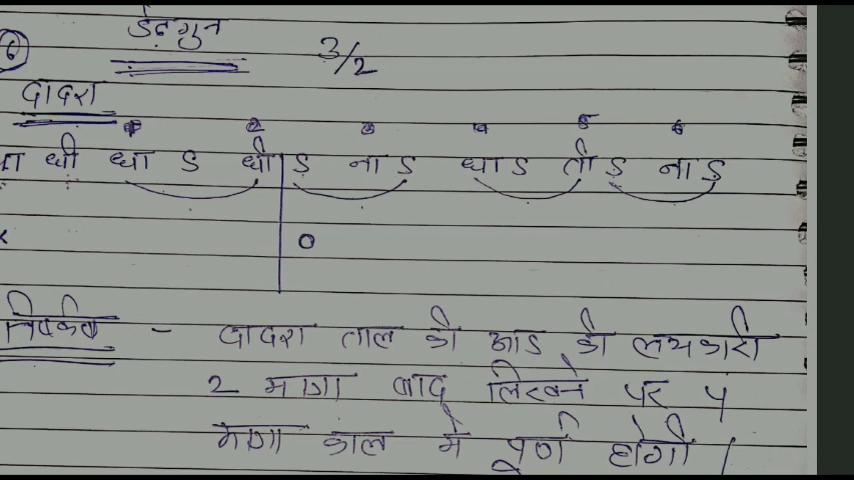 डेढ़गुन
6 3/2
दादरा
1 2 3 4 5 6
धी धा ऽ धी ऽ ना ऽ धा ऽ ती ऽ ना ऽ
x 0
निष्कर्ष - दादरा ताल की आड की लयकारी
2 मात्रा बाद लिखने पर 4
मात्रा काल में पूर्ण होगी |